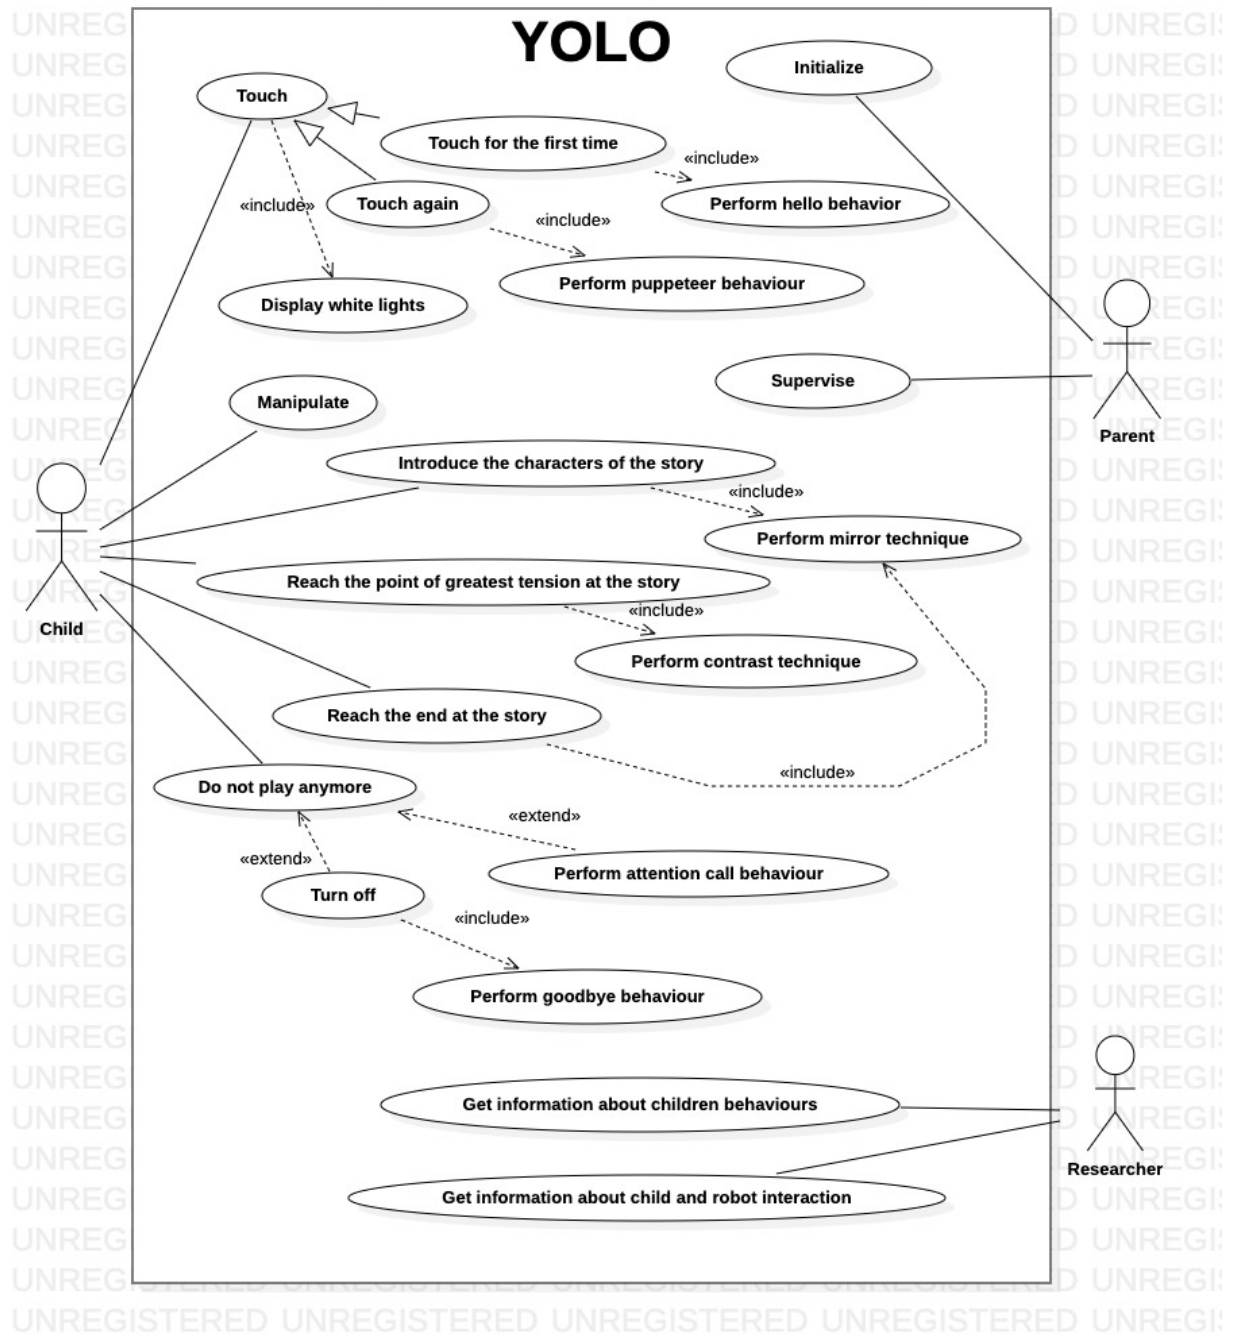 YOLO
Initialize
Touch
Touch for the first time
«include»
Perform hello behavior
Touch again
«include»
«include»
Perform puppeteer behaviour
Display white lights
Supervise
Manipulate
Parent
Introduce the characters of the story
«include»
Perform mirror technique
Reach the point of greatest tension at the story
«include»
Child
Perform contrast technique
Reach the end at the story
«include»
Do not play anymore
«extend»
«extend»
Perform attention call behaviour
Turn off
«include»
Perform goodbye behaviour
Get information about children behaviours
Researcher
Get information about child and robot interaction
UNREGISTERED UNREGISTERED UNREGISTERED UNREGISTERED UNREGIS